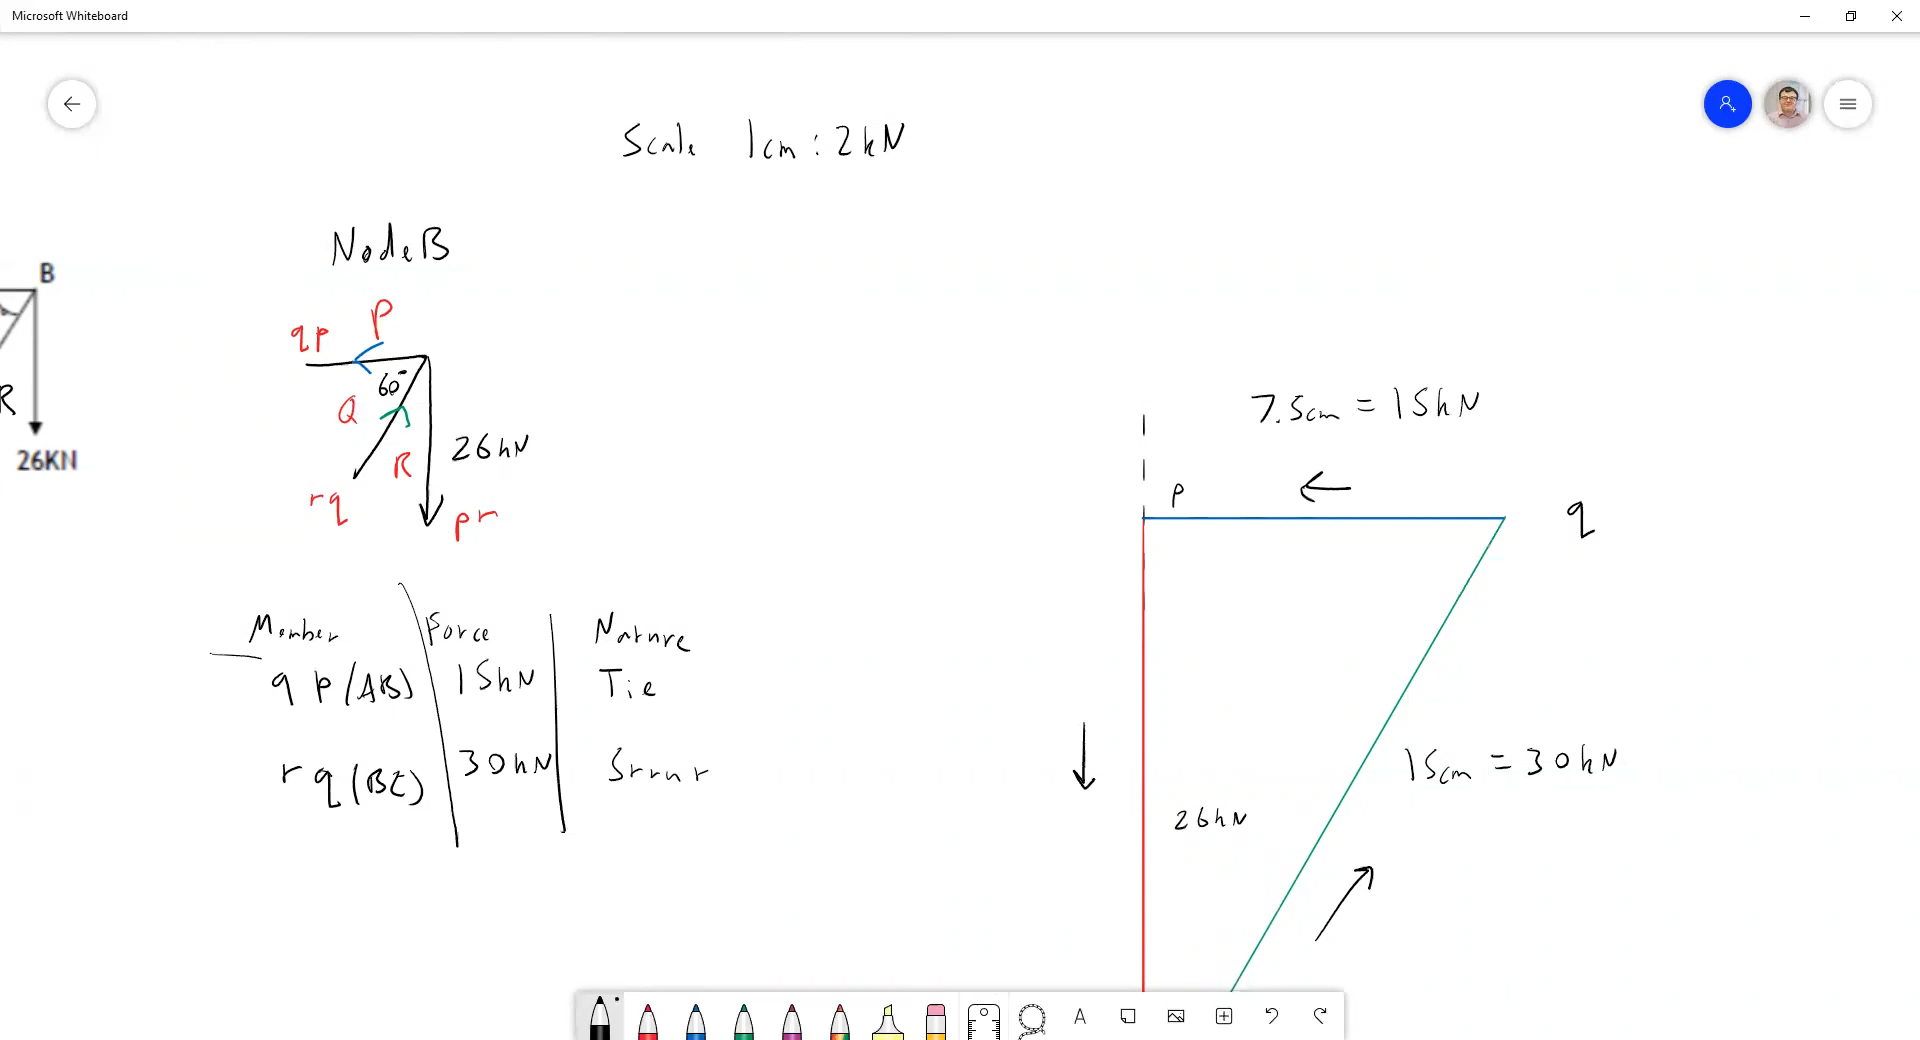 Microsoft Whiteboard
Scale 1cm : 2kN
Node B
B
P
qp
60°
Q
R
26kN
R
26KN
rq
pr
7.5cm = 15kN
p
q
Member Force Nature
qp (AB) 15kN Tie
rq (BE) 30kN Strut
15cm = 30kN
26kN
A